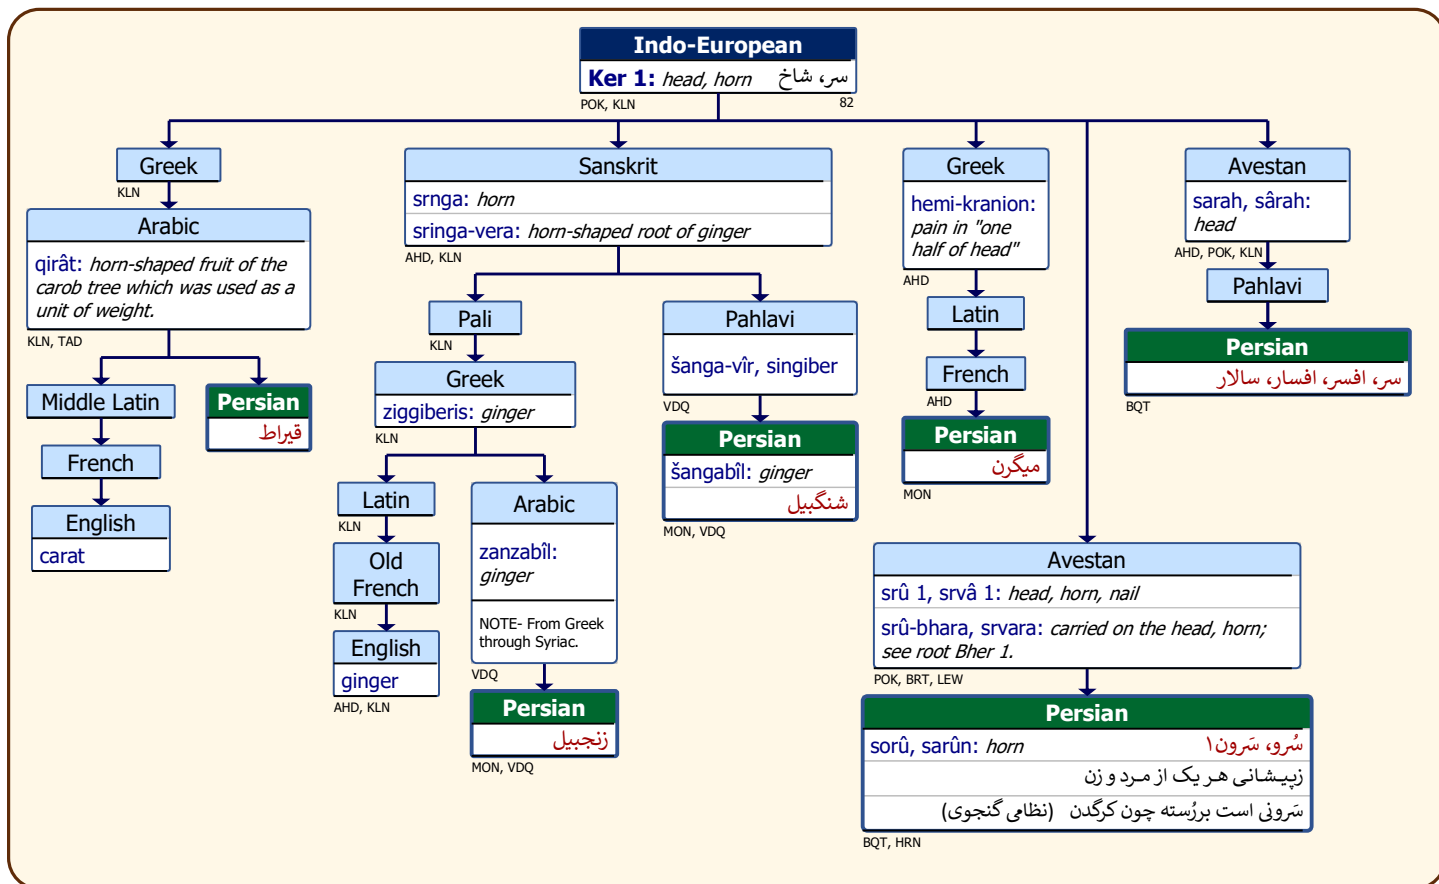 Indo-European
Ker 1: head, horn سر، شاخ
POK, KLN 82
Greek
KLN
Arabic
qirât: horn-shaped fruit of the
carob tree which was used as a
unit of weight.
KLN, TAD
Middle Latin
French
English
carat
Persian
قیراط
Sanskrit
srnga: horn
sringa-vera: horn-shaped root of ginger
AHD, KLN
Pali
KLN
Greek
ziggiberis: ginger
KLN
Latin
KLN
Old
French
KLN
English
ginger
AHD, KLN
Arabic
zanzabîl:
ginger
NOTE- From Greek
through Syriac.
VDQ
Persian
زنجبیل
MON, VDQ
Pahlavi
šanga-vîr, singiber
VDQ
Persian
šangabîl: ginger
شنگبیل
MON, VDQ
Greek
hemi-kranion:
pain in "one
half of head"
AHD
Latin
French
AHD
Persian
میگرن
MON
Avestan
srû 1, srvâ 1: head, horn, nail
srû-bhara, srvara: carried on the head, horn;
see root Bher 1.
POK, BRT, LEW
Persian
sorû, sarûn: horn سُرو، سَرون۱
زپیشانی هر یک از مرد و زن
سَرونی است بررُسته چون کرگدن (نظامی گنجوی)
BQT, HRN
Avestan
sarah, sârah:
head
AHD, POK, KLN
Pahlavi
Persian
سر، افسر، افسار، سالار
BQT